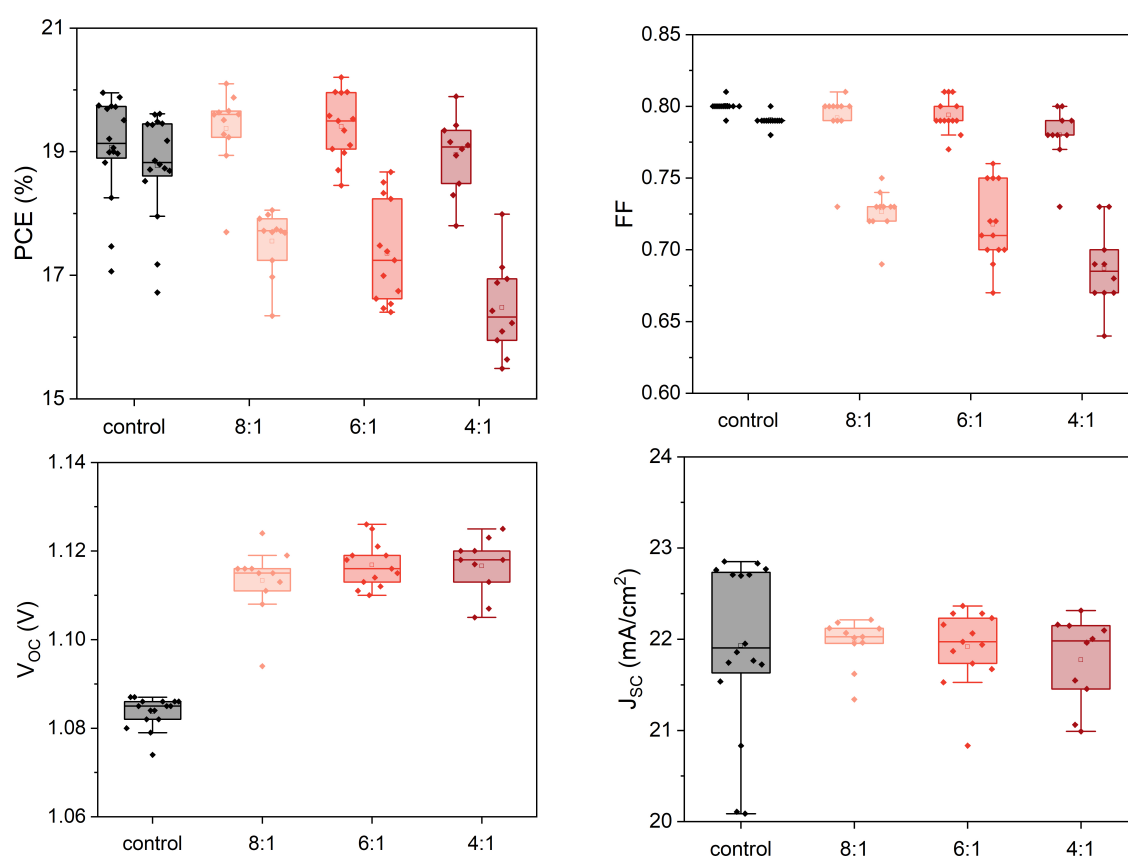 PCE (%)
21
19
17
15
control 8:1 6:1 4:1
FF
0.85
0.80
0.75
0.70
0.65
0.60
control 8:1 6:1 4:1
V_OC (V)
1.14
1.12
1.10
1.08
1.06
control 8:1 6:1 4:1
J_SC (mA/cm²)
24
23
22
21
20
control 8:1 6:1 4:1